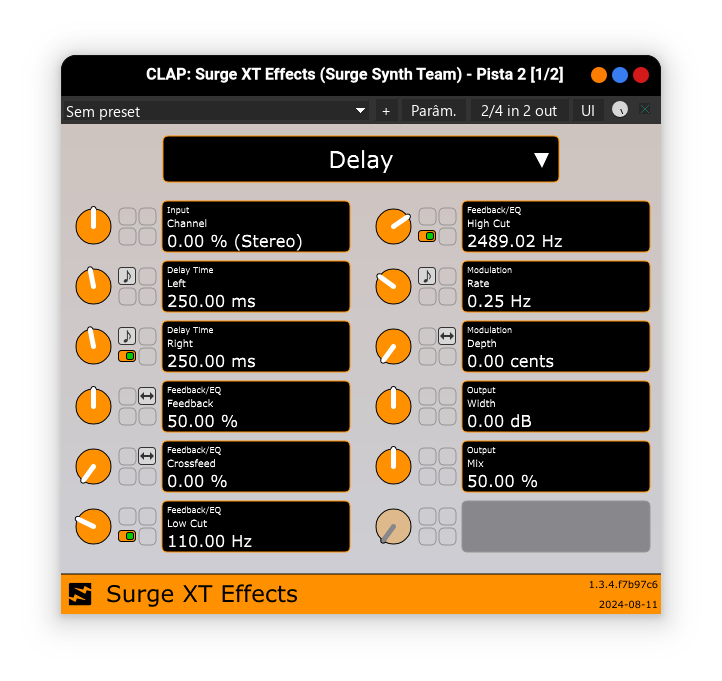 CLAP: Surge XT Effects (Surge Synth Team) - Pista 2 [1/2]
Sem preset
+
Parâm.
2/4 in 2 out
UI
Delay
Input
Channel
0.00 % (Stereo)
Delay Time
Left
250.00 ms
Delay Time
Right
250.00 ms
Feedback/EQ
Feedback
50.00 %
Feedback/EQ
Crossfeed
0.00 %
Feedback/EQ
Low Cut
110.00 Hz
Feedback/EQ
High Cut
2489.02 Hz
Modulation
Rate
0.25 Hz
Modulation
Depth
0.00 cents
Output
Width
0.00 dB
Output
Mix
50.00 %
Surge XT Effects
1.3.4.f7b97c6
2024-08-11